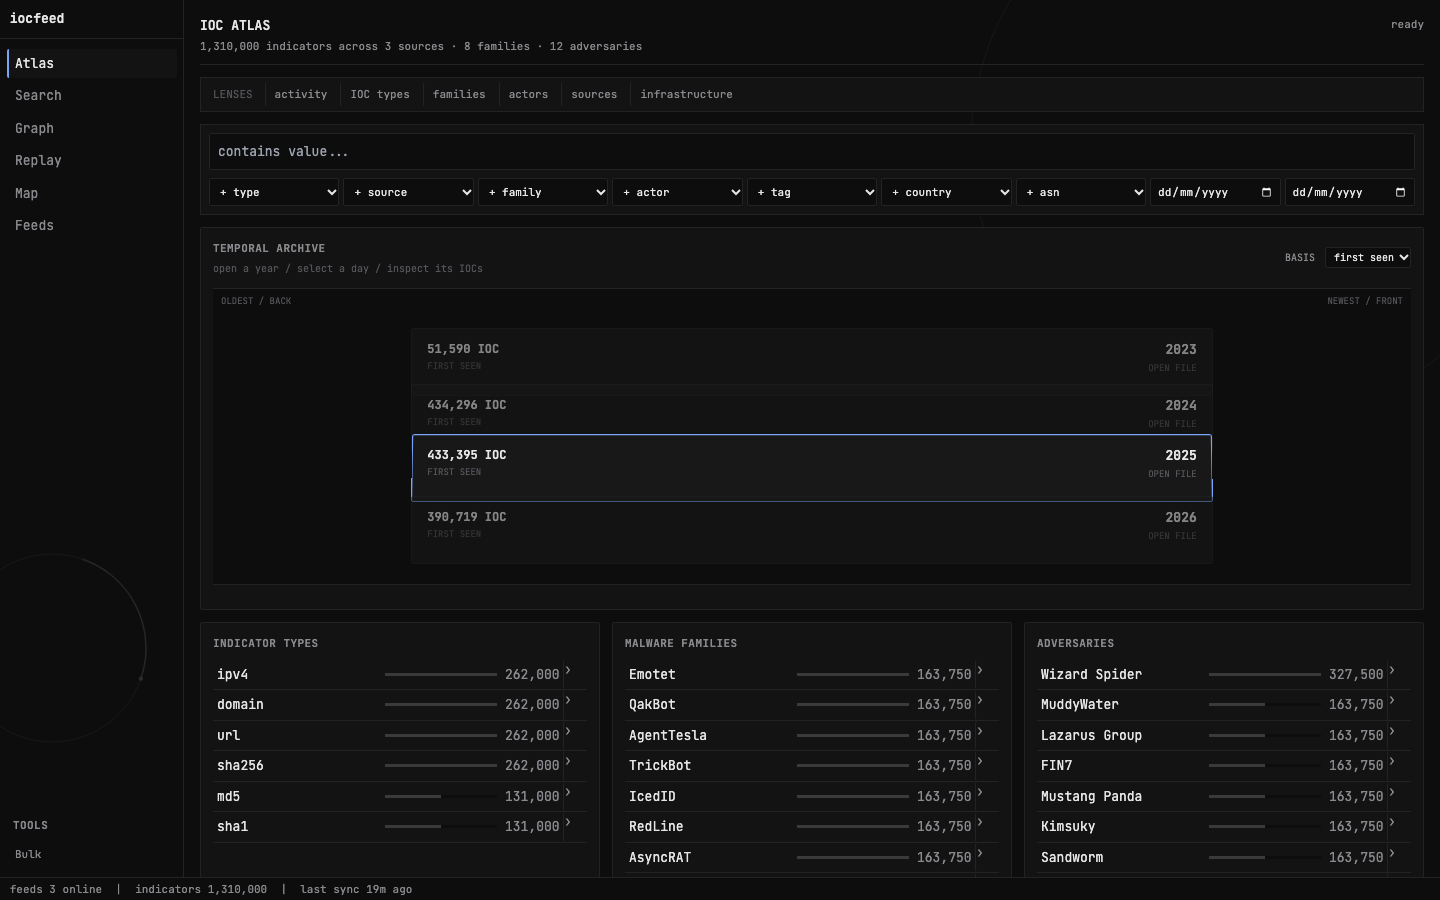 iocfeed
Atlas
Search
Graph
Replay
Map
Feeds
TOOLS
Bulk
IOC ATLAS
1,310,000 indicators across 3 sources · 8 families · 12 adversaries
ready
LENSES activity IOC types families actors sources infrastructure
contains value...
+ type + source + family + actor + tag + country + asn dd/mm/yyyy dd/mm/yyyy
TEMPORAL ARCHIVE
open a year / select a day / inspect its IOCs
BASIS first seen
OLDEST / BACK NEWEST / FRONT
51,590 IOC 2023
FIRST SEEN OPEN FILE
434,296 IOC 2024
FIRST SEEN OPEN FILE
433,395 IOC 2025
FIRST SEEN OPEN FILE
390,719 IOC 2026
FIRST SEEN OPEN FILE
INDICATOR TYPES
ipv4 262,000 ›
domain 262,000 ›
url 262,000 ›
sha256 262,000 ›
md5 131,000 ›
sha1 131,000 ›
MALWARE FAMILIES
Emotet 163,750 ›
QakBot 163,750 ›
AgentTesla 163,750 ›
TrickBot 163,750 ›
IcedID 163,750 ›
RedLine 163,750 ›
AsyncRAT 163,750 ›
ADVERSARIES
Wizard Spider 327,500 ›
MuddyWater 163,750 ›
Lazarus Group 163,750 ›
FIN7 163,750 ›
Mustang Panda 163,750 ›
Kimsuky 163,750 ›
Sandworm 163,750 ›
feeds 3 online | indicators 1,310,000 | last sync 19m ago